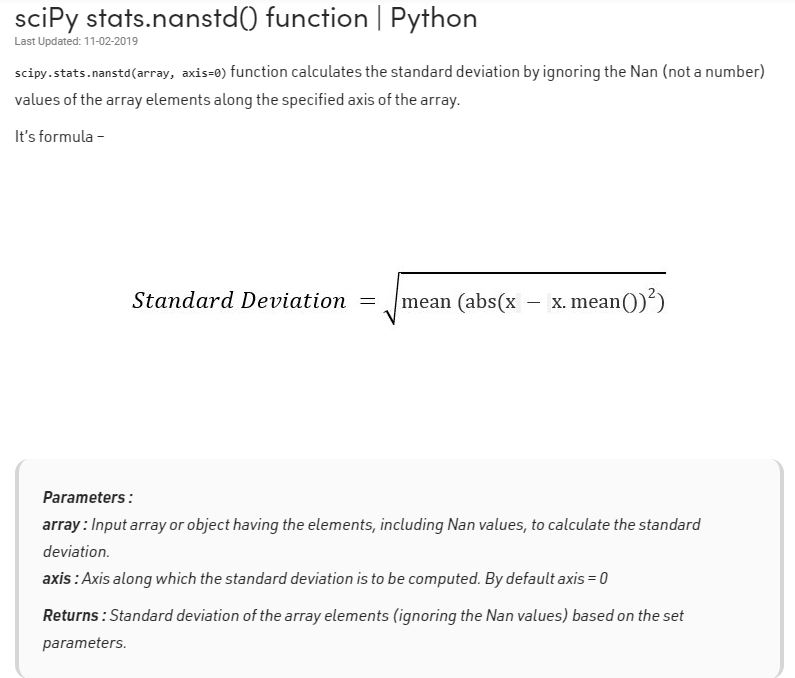 sciPy stats.nanstd() function | Python
Last Updated: 11-02-2019
scipy.stats.nanstd(array, axis=0) function calculates the standard deviation by ignoring the Nan (not a number)
values of the array elements along the specified axis of the array.
It's formula –
Standard Deviation = √mean (abs(x – x. mean())²)
Parameters :
array : Input array or object having the elements, including Nan values, to calculate the standard
deviation.
axis : Axis along which the standard deviation is to be computed. By default axis = 0
Returns : Standard deviation of the array elements (ignoring the Nan values) based on the set
parameters.